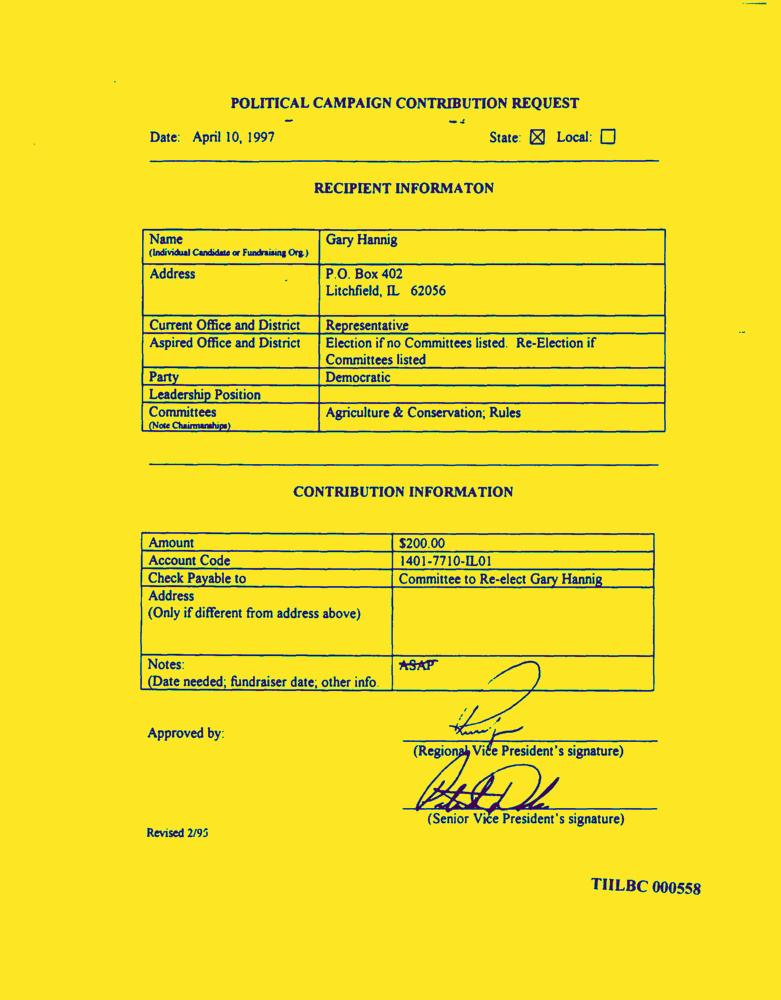 POLITICAL CAMPAIGN CONTRIBUTION REQUEST
Date: April 10, 1997 State: ☒ Local: ☐
RECIPIENT INFORMATON
Name Gary Hannig
(Individual Candidate or Fundraising Org.)
Address P.O. Box 402
Litchfield, IL 62056
Current Office and District Representative
Aspired Office and District Election if no Committees listed. Re-Election if
Committees listed
Party Democratic
Leadership Position
Committees Agriculture & Conservation; Rules
(Note Chairmanships)
CONTRIBUTION INFORMATION
Amount $200.00
Account Code 1401-7710-IL01
Check Payable to Committee to Re-elect Gary Hannig
Address
(Only if different from address above)
Notes: ASAP
(Date needed; fundraiser date; other info.
Approved by:
(Regional Vice President's signature)
(Senior Vice President's signature)
Revised 2/95
TIILBC 000558